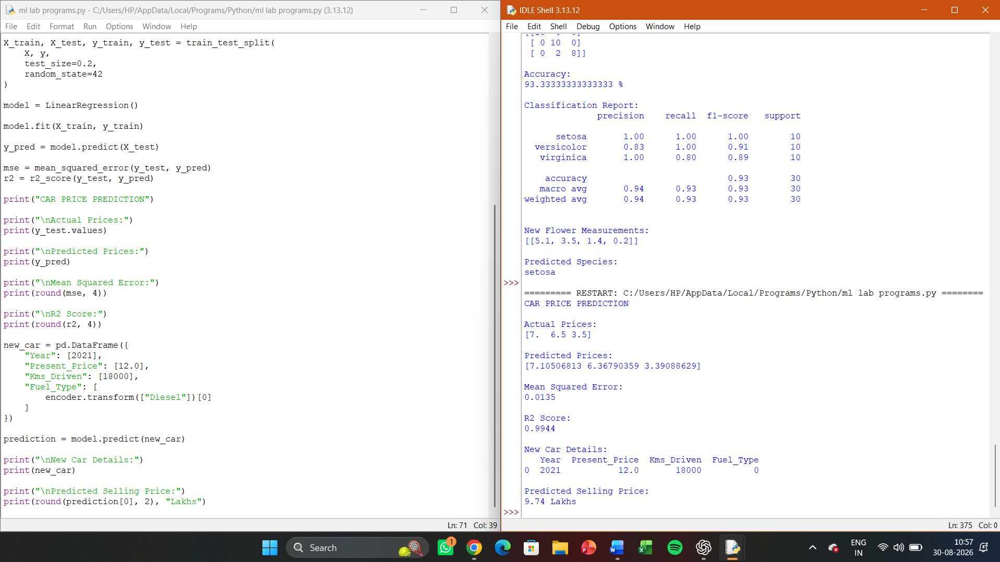 ml lab programs.py - C:/Users/HP/AppData/Local/Programs/Python/ml lab programs.py (3.13.12)
File Edit Format Run Options Window Help
X_train, X_test, y_train, y_test = train_test_split(
    X, y,
    test_size=0.2,
    random_state=42
)

model = LinearRegression()

model.fit(X_train, y_train)

y_pred = model.predict(X_test)

mse = mean_squared_error(y_test, y_pred)
r2 = r2_score(y_test, y_pred)

print("CAR PRICE PREDICTION")

print("\nActual Prices:")
print(y_test.values)

print("\nPredicted Prices:")
print(y_pred)

print("\nMean Squared Error:")
print(round(mse, 4))

print("\nR2 Score:")
print(round(r2, 4))

new_car = pd.DataFrame({
    "Year": [2021],
    "Present_Price": [12.0],
    "Kms_Driven": [18000],
    "Fuel_Type": [
        encoder.transform(["Diesel"])[0]
    ]
})

prediction = model.predict(new_car)

print("\nNew Car Details:")
print(new_car)

print("\nPredicted Selling Price:")
print(round(prediction[0], 2), "Lakhs")
Ln: 71 Col: 39
IDLE Shell 3.13.12
File Edit Shell Debug Options Window Help
 [ 0 10  0]
 [ 0  2  8]]

Accuracy:
93.33333333333333 %

Classification Report:
              precision    recall  f1-score   support

      setosa       1.00      1.00      1.00        10
  versicolor       0.83      1.00      0.91        10
   virginica       1.00      0.80      0.89        10

    accuracy                           0.93        30
   macro avg       0.94      0.93      0.93        30
weighted avg       0.94      0.93      0.93        30

New Flower Measurements:
[[5.1, 3.5, 1.4, 0.2]]

Predicted Species:
setosa
>>>
========= RESTART: C:/Users/HP/AppData/Local/Programs/Python/ml lab programs.py ========
CAR PRICE PREDICTION

Actual Prices:
[7.  6.5 3.5]

Predicted Prices:
[7.10506813 6.36790359 3.39088629]

Mean Squared Error:
0.0135

R2 Score:
0.9944

New Car Details:
   Year  Present_Price  Kms_Driven  Fuel_Type
0  2021           12.0       18000          0

Predicted Selling Price:
9.74 Lakhs
>>>
Ln: 375 Col: 0
Search
1
ENG
IN
10:57
30-08-2026